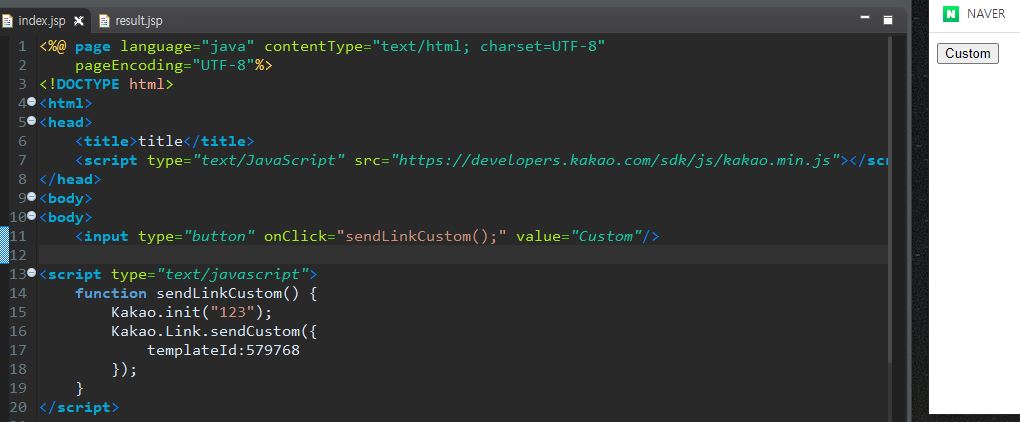 index.jsp result.jsp
NAVER
Custom
1 <%@ page language="java" contentType="text/html; charset=UTF-8"
2     pageEncoding="UTF-8"%>
3 <!DOCTYPE html>
4 <html>
5 <head>
6     <title>title</title>
7     <script type="text/JavaScript" src="https://developers.kakao.com/sdk/js/kakao.min.js"></scr
8 </head>
9 <body>
10 <body>
11     <input type="button" onClick="sendLinkCustom();" value="Custom"/>
12
13 <script type="text/javascript">
14     function sendLinkCustom() {
15         Kakao.init("123");
16         Kakao.Link.sendCustom({
17             templateId:579768
18         });
19     }
20 </script>